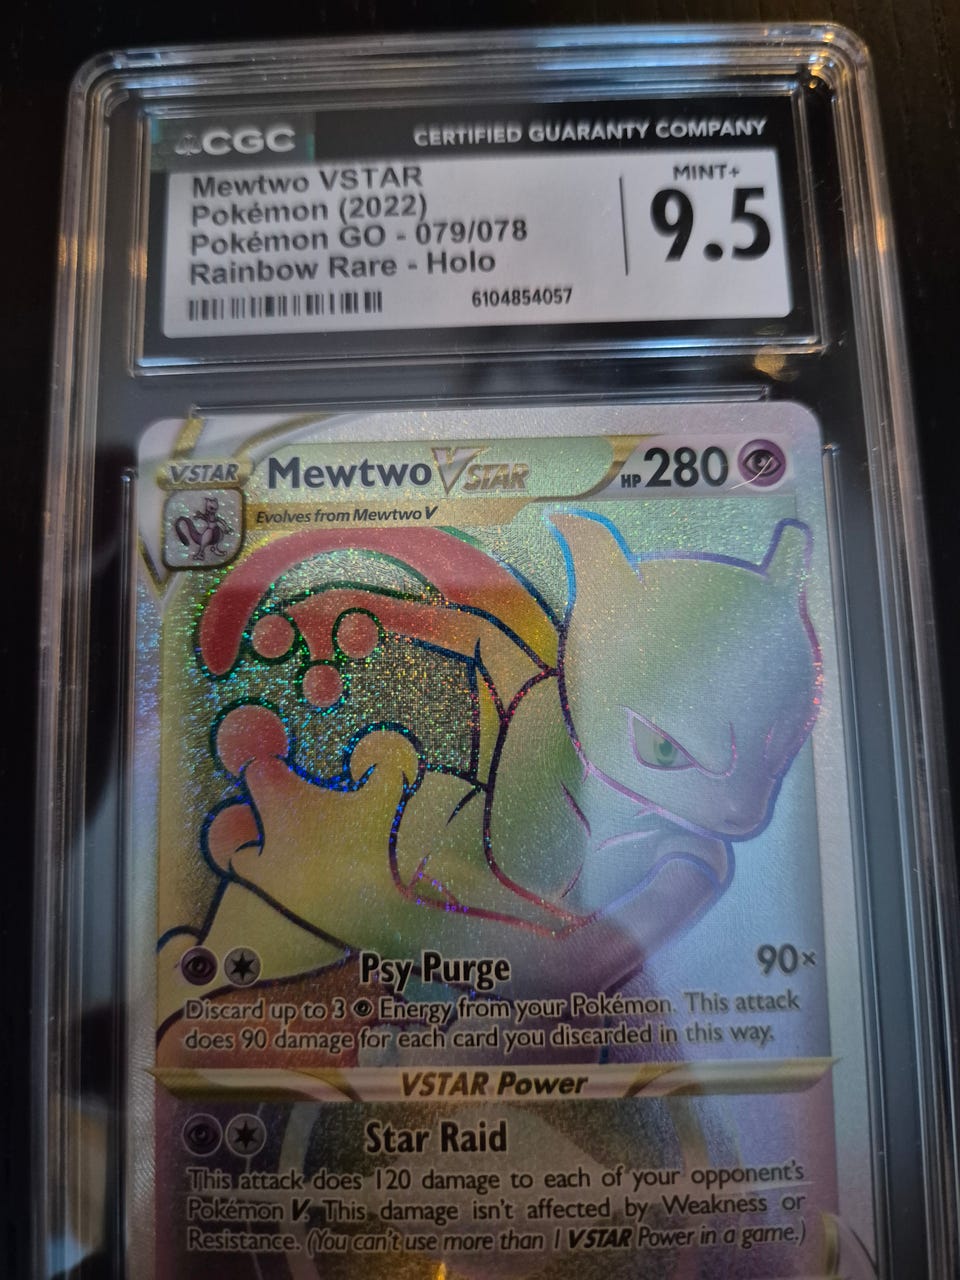 CGC
CERTIFIED GUARANTY COMPANY
Mewtwo VSTAR
Pokémon (2022)
Pokémon GO - 079/078
Rainbow Rare - Holo
MINT+
9.5
6104854057
VSTAR
Mewtwo VSTAR
HP 280
Evolves from Mewtwo V
Psy Purge 90×
Discard up to 3 Energy from your Pokémon. This attack
does 90 damage for each card you discarded in this way.
VSTAR Power
Star Raid
This attack does 120 damage to each of your opponent's
Pokémon V. This damage isn't affected by Weakness or
Resistance. (You can't use more than 1 VSTAR Power in a game.)